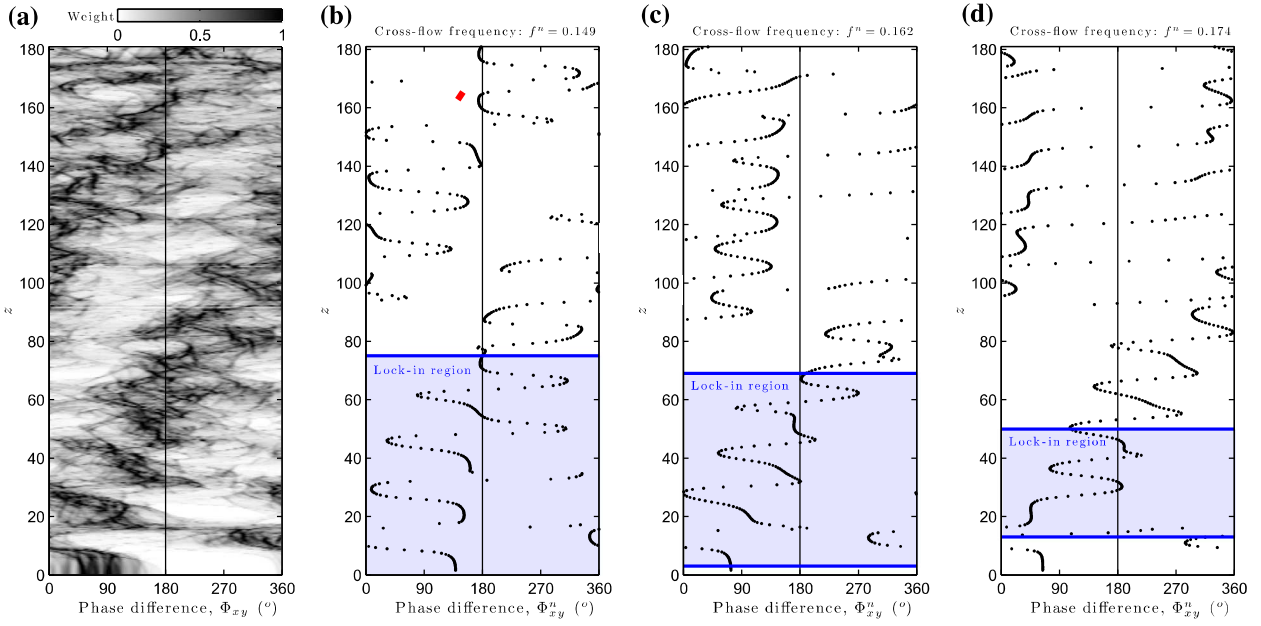 (a)
Weight
0 0.5 1
180
160
140
120
100
80
60
40
20
0
z
0 90 180 270 360
Phase difference, Φxy (o)
(b)
Cross-flow frequency: fⁿ = 0.149
180
160
140
120
100
80
60
40
20
0
z
Lock-in region
0 90 180 270 360
Phase difference, Φⁿxy (o)
(c)
Cross-flow frequency: fⁿ = 0.162
180
160
140
120
100
80
60
40
20
0
z
Lock-in region
0 90 180 270 360
Phase difference, Φⁿxy (o)
(d)
Cross-flow frequency: fⁿ = 0.174
180
160
140
120
100
80
60
40
20
0
z
Lock-in region
0 90 180 270 360
Phase difference, Φⁿxy (o)